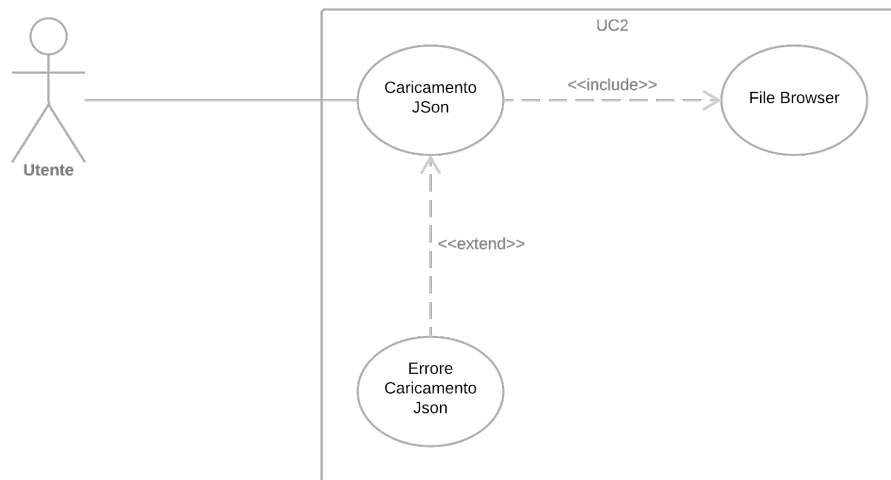 UC2
Caricamento
JSon
<<include>>
File Browser
Utente
<<extend>>
Errore
Caricamento
Json